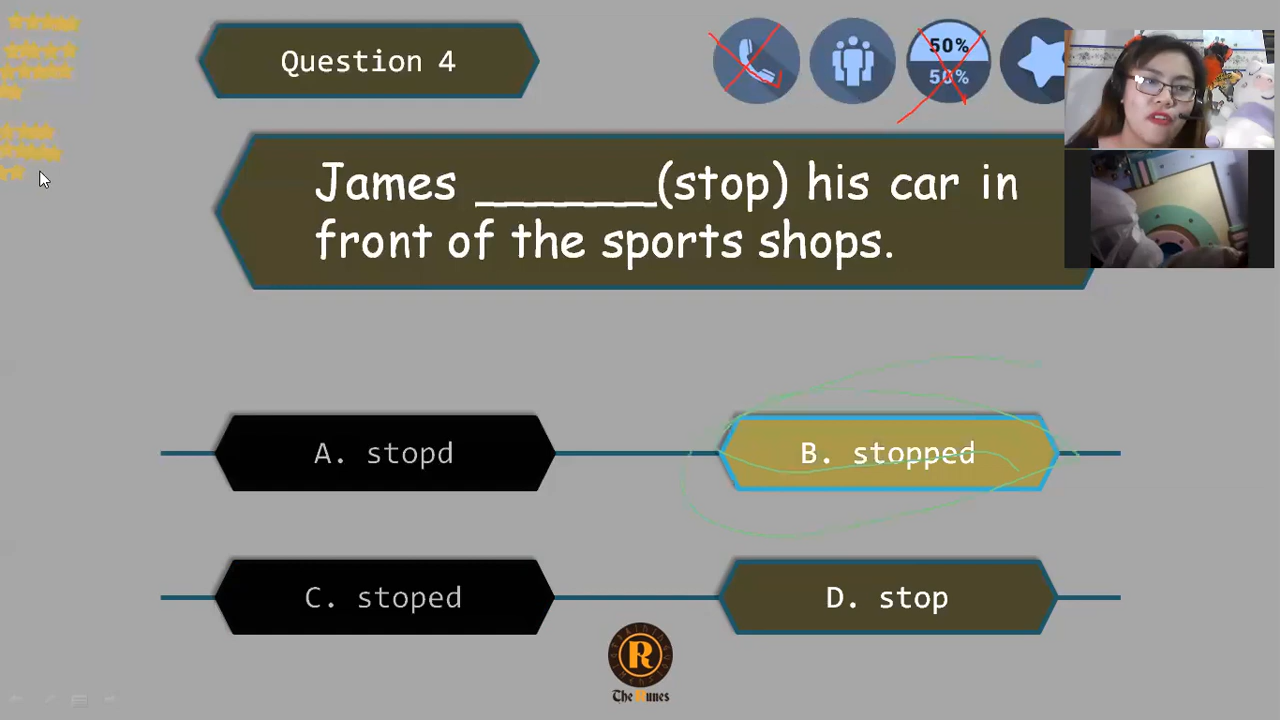 Question 4
50%
50%
James ______(stop) his car in
front of the sports shops.
A. stopd
B. stopped
C. stoped
D. stop
R
The Runes